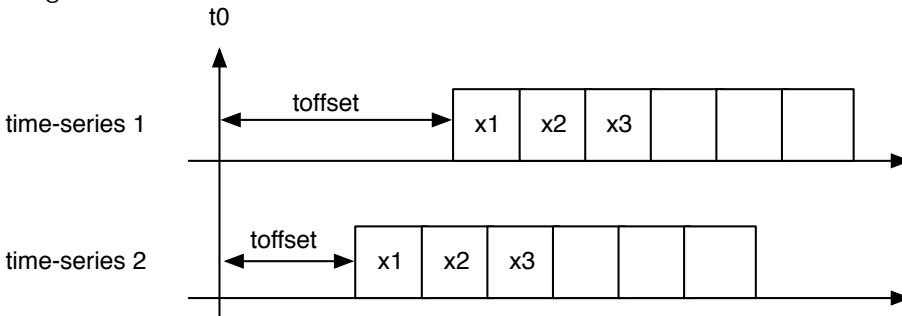 t0
toffset
time-series 1
x1 x2 x3
toffset
time-series 2
x1 x2 x3